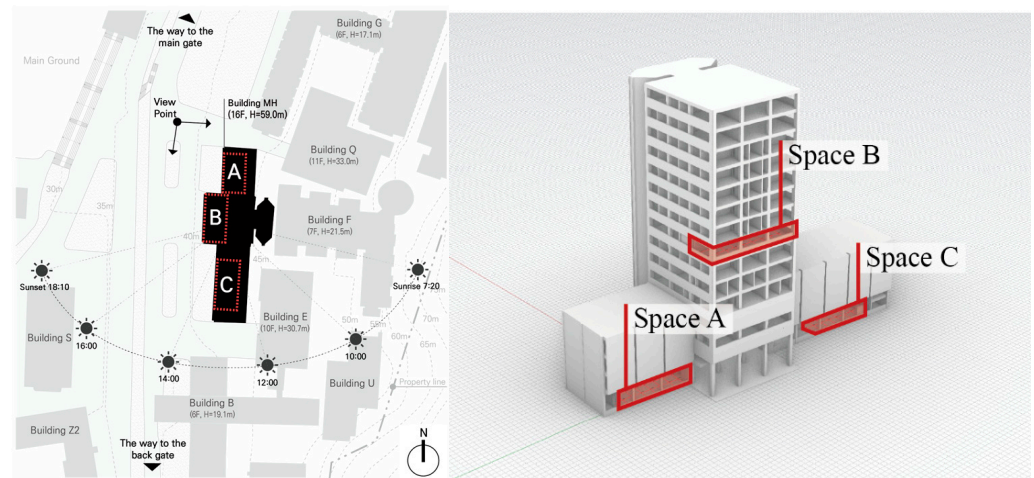 The way to the
main gate
Building G
(6F, H=17.1m)
Main Ground
View
Point
Building MH
(16F, H=59.0m)
Building Q
(11F, H=33.0m)
A
B
C
30m
35m
40m
45m
Building F
(7F, H=21.5m)
Sunset 18:10
Sunrise 7:20
Building S
Building E
(10F, H=30.7m)
50m
55m
60m
70m
65m
16:00
14:00
12:00
10:00
Building U
Property line
Building B
(6F, H=19.1m)
Building Z2
The way to the
back gate
N
Space B
Space C
Space A